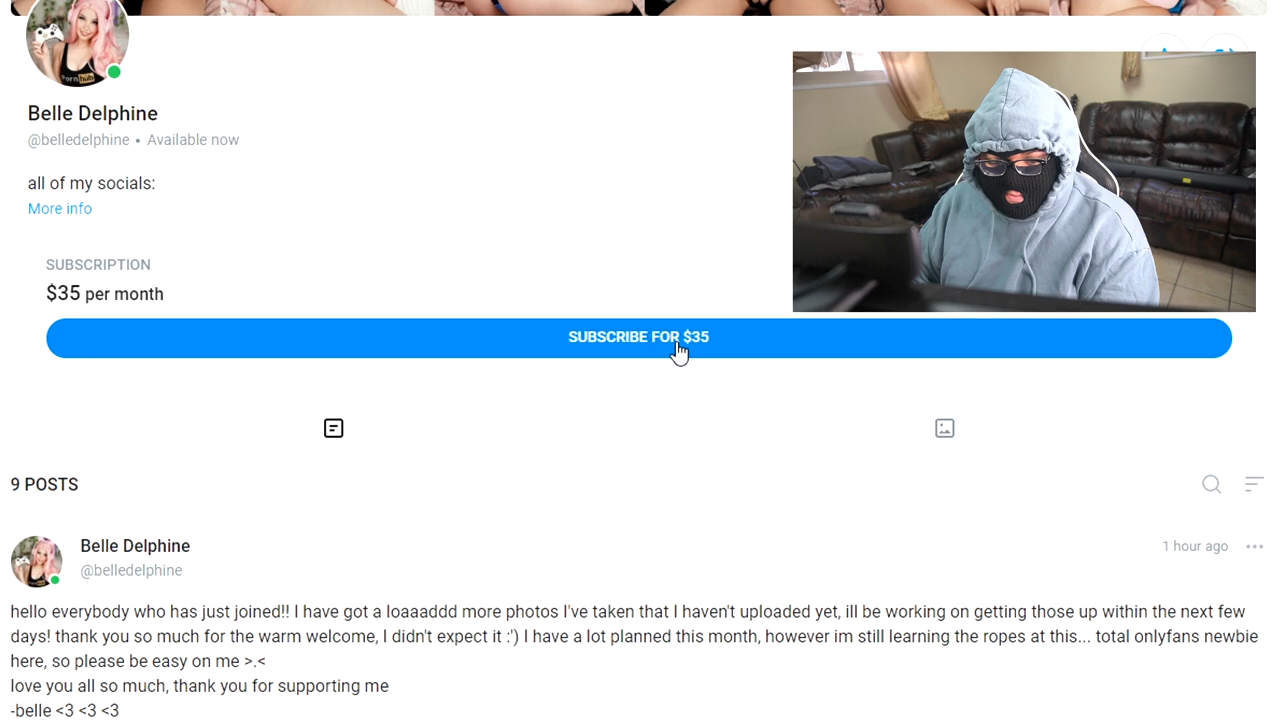 Porn hub
Belle Delphine
@belledelphine • Available now
all of my socials:
More info
SUBSCRIPTION
$35 per month
SUBSCRIBE FOR $35
9 POSTS
Belle Delphine
1 hour ago
@belledelphine
hello everybody who has just joined!! I have got a loaaaddd more photos I've taken that I haven't uploaded yet, ill be working on getting those up within the next few
days! thank you so much for the warm welcome, I didn't expect it :') I have a lot planned this month, however im still learning the ropes at this... total onlyfans newbie
here, so please be easy on me >.<
love you all so much, thank you for supporting me
-belle <3 <3 <3